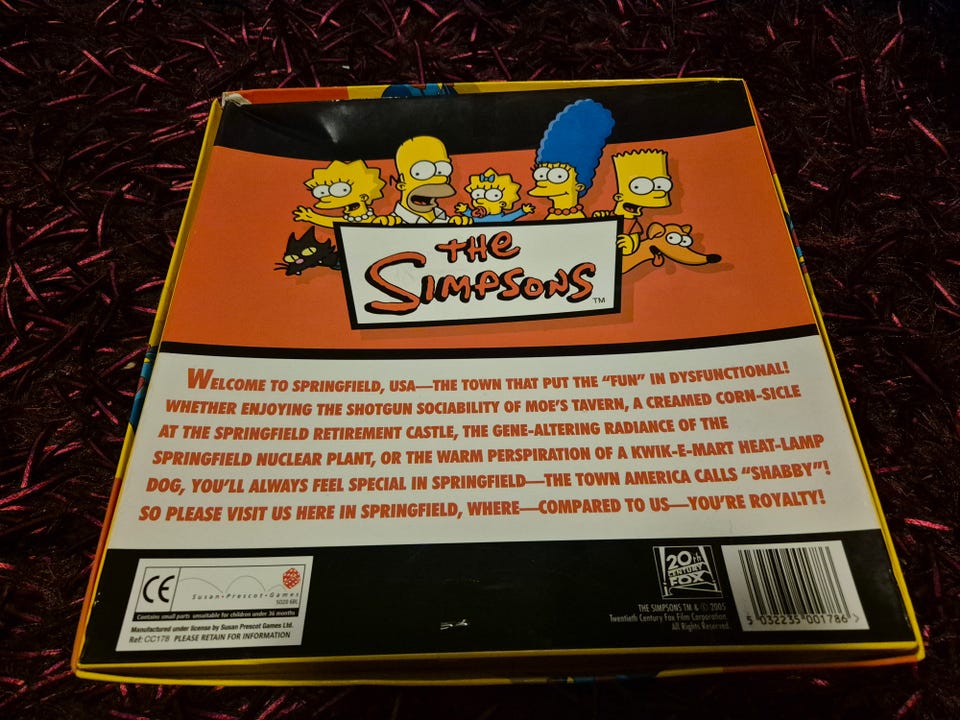 THE
SIMPSONS
TM
WELCOME TO SPRINGFIELD, USA—THE TOWN THAT PUT THE “FUN” IN DYSFUNCTIONAL!
WHETHER ENJOYING THE SHOTGUN SOCIABILITY OF MOE’S TAVERN, A CREAMED CORN-SICLE
AT THE SPRINGFIELD RETIREMENT CASTLE, THE GENE-ALTERING RADIANCE OF THE
SPRINGFIELD NUCLEAR PLANT, OR THE WARM PERSPIRATION OF A KWIK-E-MART HEAT-LAMP
DOG, YOU’LL ALWAYS FEEL SPECIAL IN SPRINGFIELD—THE TOWN AMERICA CALLS “SHABBY”!
SO PLEASE VISIT US HERE IN SPRINGFIELD, WHERE—COMPARED TO US—YOU’RE ROYALTY!
CE
Susan•Prescot•Games
SO20 6BL
Contains small parts unsuitable for children under 36 months
Manufactured under license by Susan Prescot Games Ltd.
Ref: CC178 PLEASE RETAIN FOR INFORMATION
20TH
CENTURY
FOX
THE SIMPSONS TM & © 2005
Twentieth Century Fox Film Corporation.
All Rights Reserved.
5 032235 001786 >